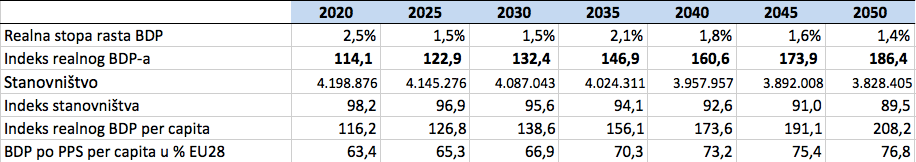 2020 2025 2030 2035 2040 2045 2050
Realna stopa rasta BDP 2,5% 1,5% 1,5% 2,1% 1,8% 1,6% 1,4%
Indeks realnog BDP-a 114,1 122,9 132,4 146,9 160,6 173,9 186,4
Stanovništvo 4.198.876 4.145.276 4.087.043 4.024.311 3.957.957 3.892.008 3.828.405
Indeks stanovništva 98,2 96,9 95,6 94,1 92,6 91,0 89,5
Indeks realnog BDP per capita 116,2 126,8 138,6 156,1 173,6 191,1 208,2
BDP po PPS per capita u % EU28 63,4 65,3 66,9 70,3 73,2 75,4 76,8